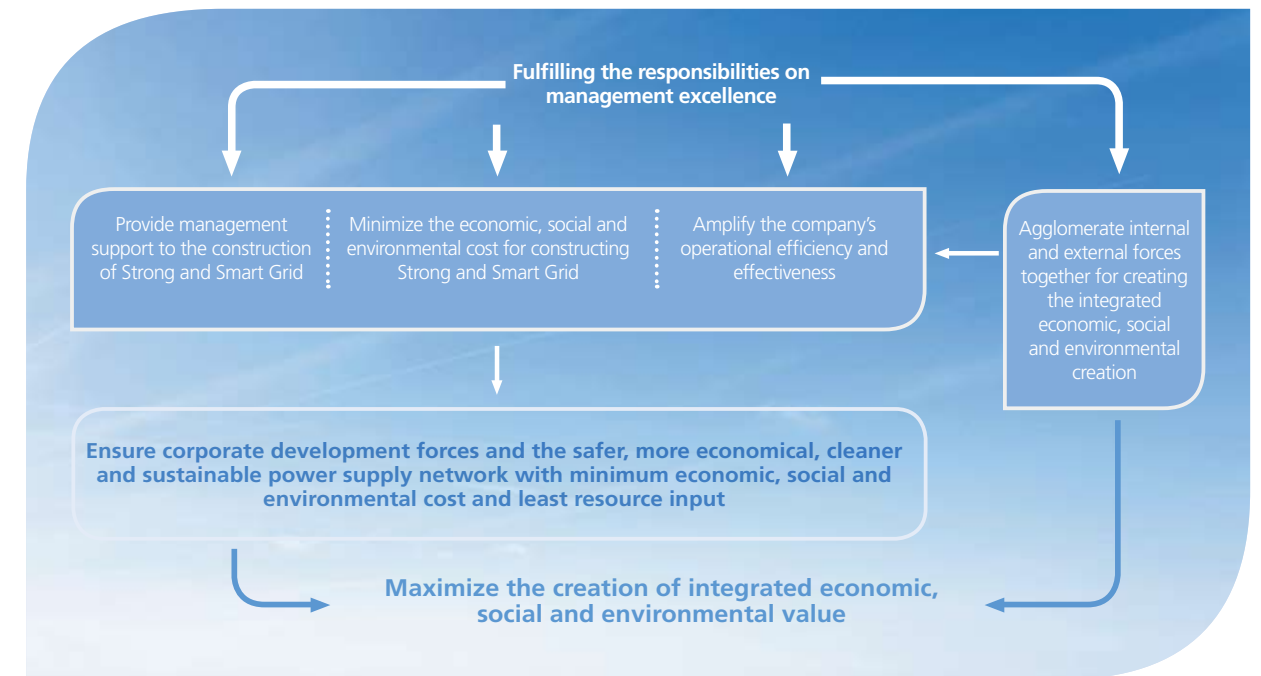 Fulfilling the responsibilities on
management excellence
Provide management
support to the construction
of Strong and Smart Grid
Minimize the economic, social and
environmental cost for constructing
Strong and Smart Grid
Amplify the company's
operational efficiency and
effectiveness
Agglomerate internal
and external forces
together for creating
the integrated
economic, social
and environmental
creation
Ensure corporate development forces and the safer, more economical, cleaner
and sustainable power supply network with minimum economic, social and
environmental cost and least resource input
Maximize the creation of integrated economic,
social and environmental value